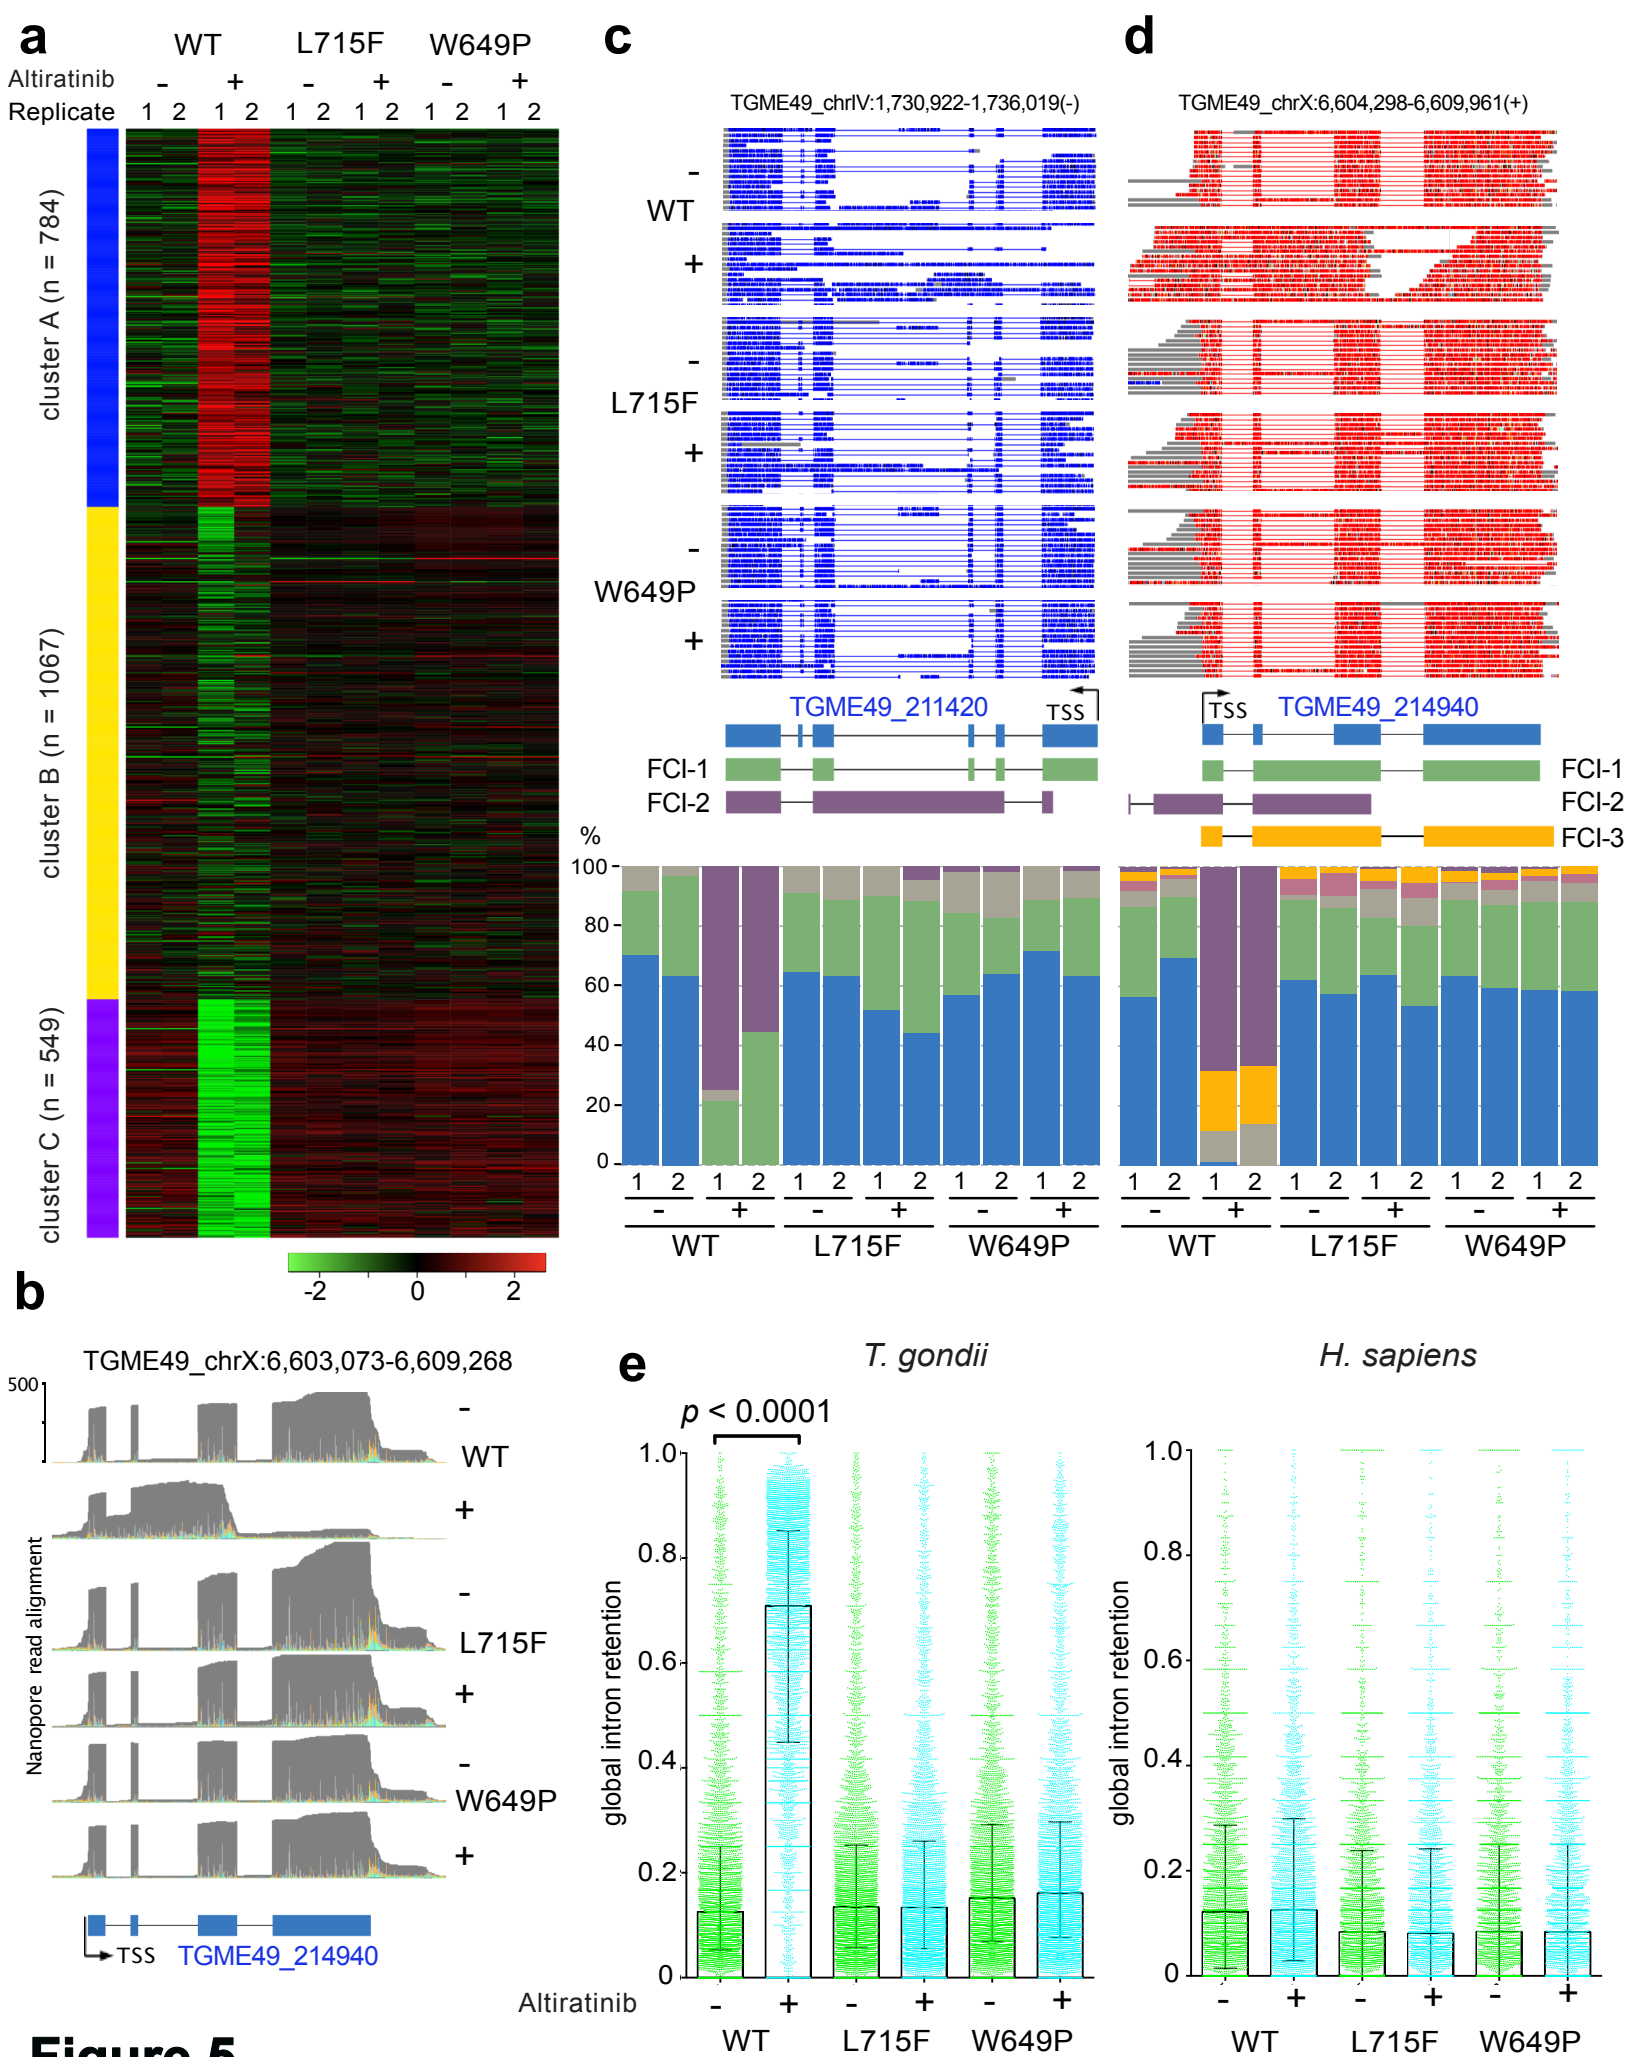 a
WT L715F W649P
Altiratinib - + - + - +
Replicate 1 2 1 2 1 2 1 2 1 2 1 2
cluster A (n = 784)
cluster B (n = 1067)
cluster C (n = 549)
-2 0 2
b
TGME49_chrX:6,603,073-6,609,268
500
Nanopore read alignment
-
WT
+
-
L715F
+
-
W649P
+
TSS TGME49_214940
c
TGME49_chrIV:1,730,922-1,736,019(-)
-
WT
+
-
L715F
+
-
W649P
+
TGME49_211420 TSS
FCI-1
FCI-2
%
100
80
60
40
20
0
1 2 1 2 1 2 1 2 1 2 1 2
- + - + - +
WT L715F W649P
d
TGME49_chrX:6,604,298-6,609,961(+)
TSS TGME49_214940
FCI-1
FCI-2
FCI-3
1 2 1 2 1 2 1 2 1 2 1 2
- + - + - +
WT L715F W649P
e
T. gondii
p < 0.0001
global intron retention
1.0
0.8
0.6
0.4
0.2
0
Altiratinib - + - + - +
WT L715F W649P
H. sapiens
global intron retention
1.0
0.8
0.6
0.4
0.2
0
- + - + - +
WT L715F W649P
Figure 5